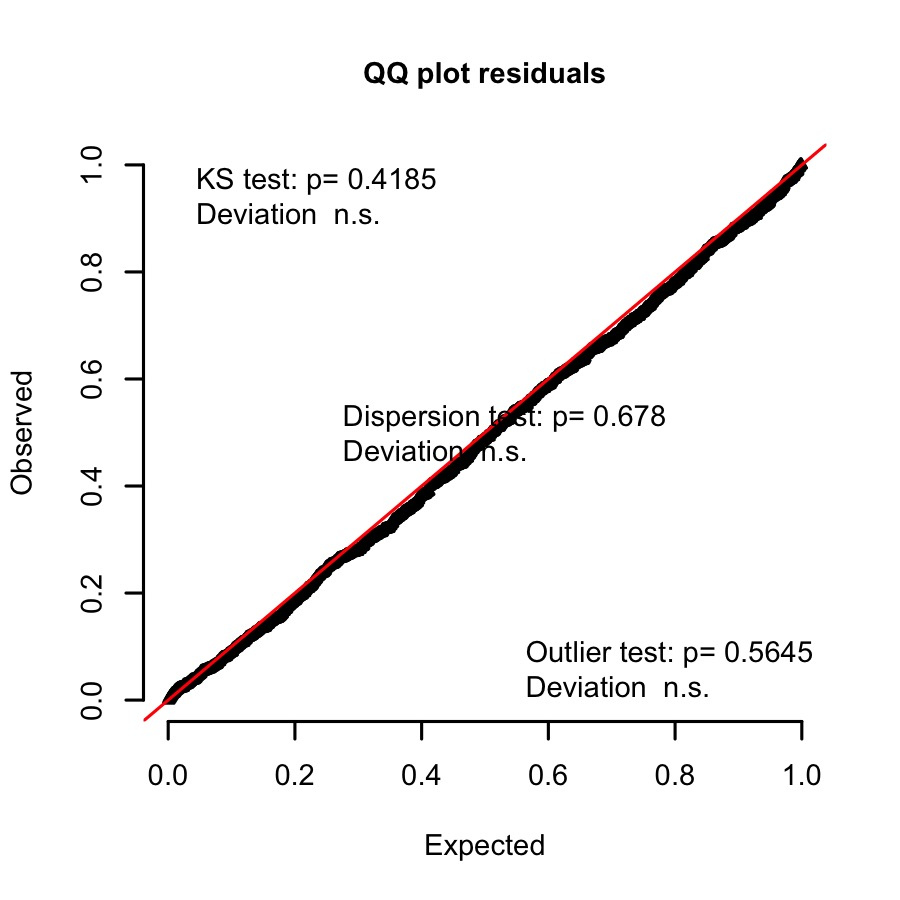 QQ plot residuals
KS test: p= 0.4185
Deviation  n.s.
Dispersion test: p= 0.678
Deviation  n.s.
Outlier test: p= 0.5645
Deviation  n.s.
Observed
0.0 0.2 0.4 0.6 0.8 1.0
0.0 0.2 0.4 0.6 0.8 1.0
Expected